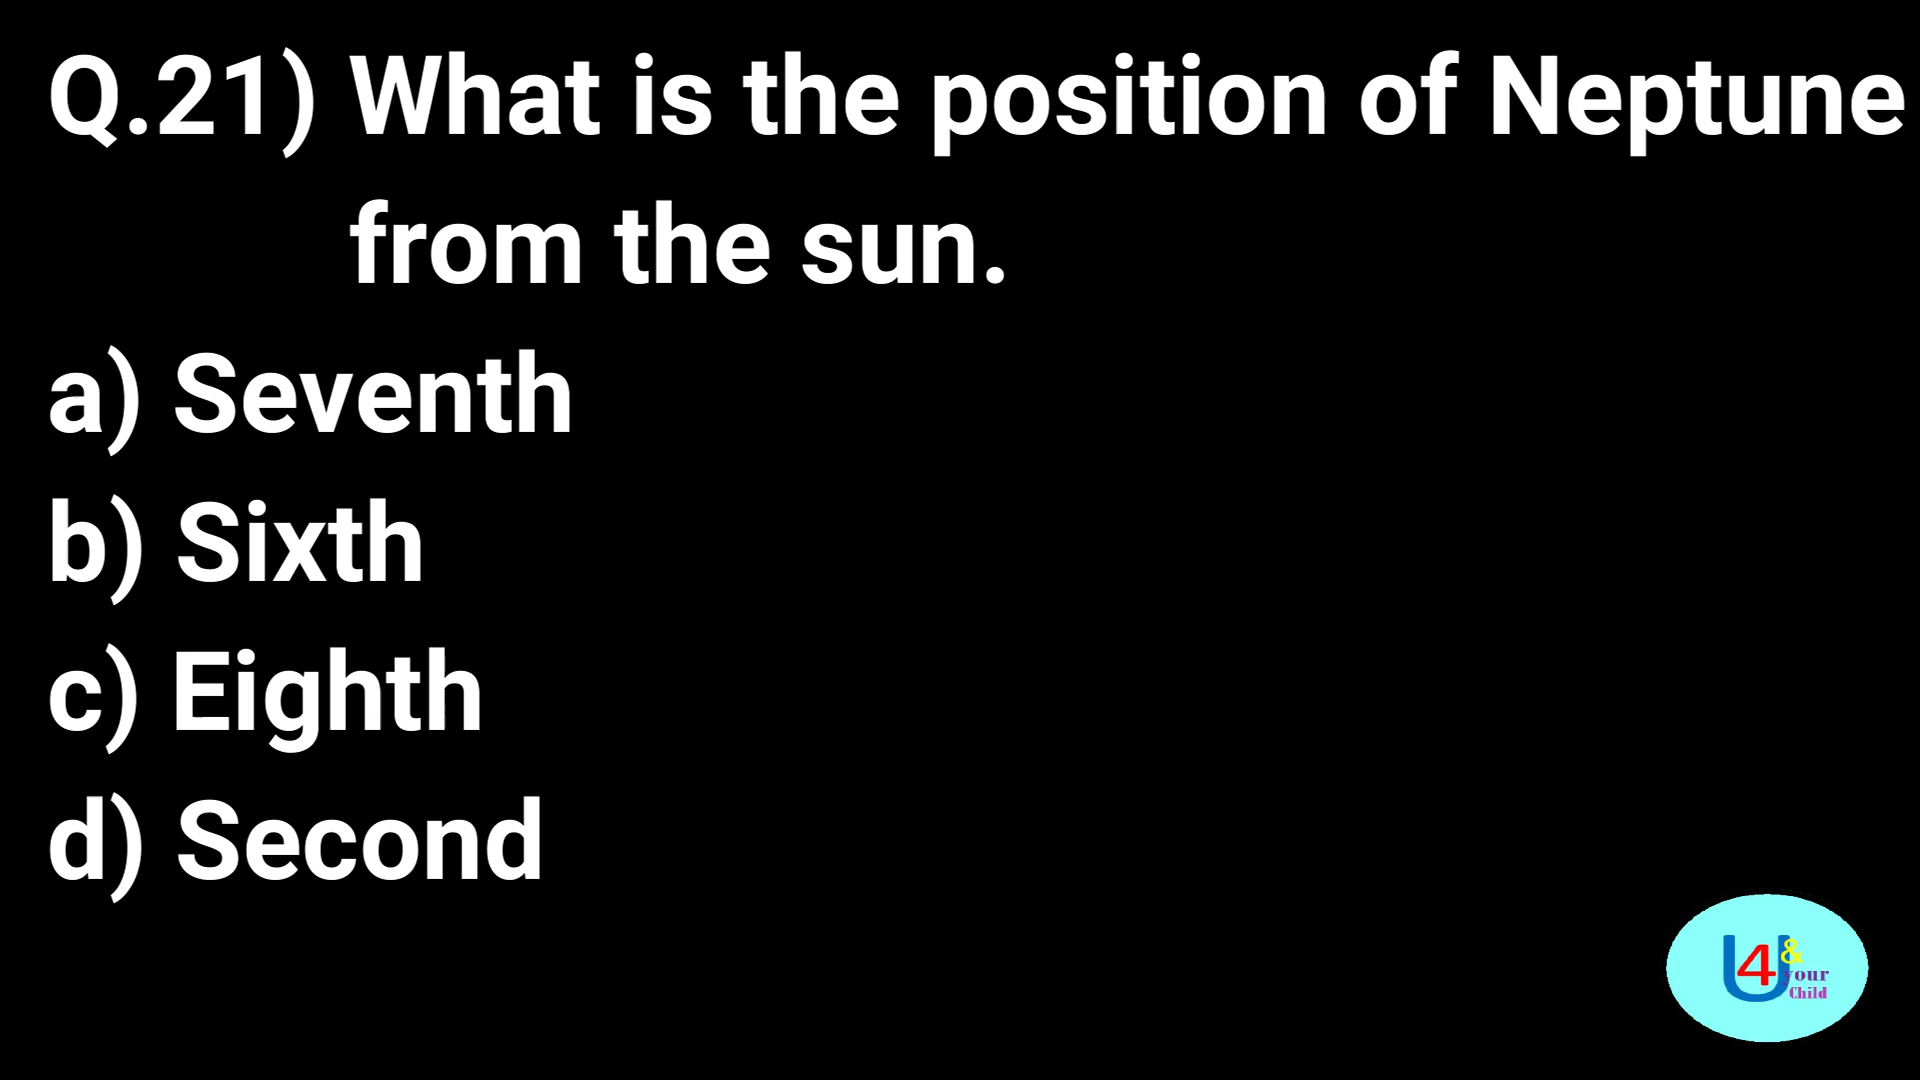 Q.21) What is the position of Neptune
from the sun.
a) Seventh
b) Sixth
c) Eighth
d) Second
U4&
your
Child